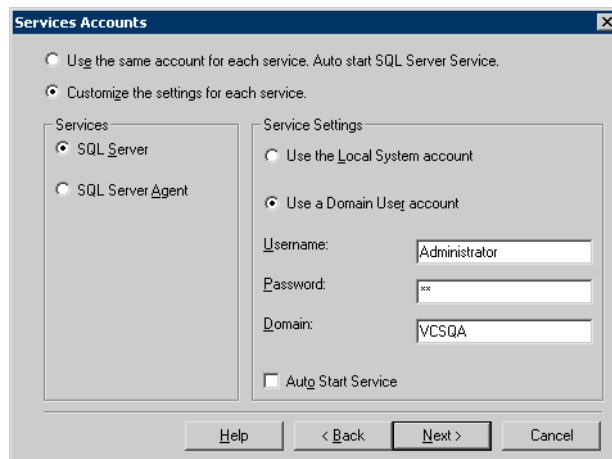 Services Accounts
Use the same account for each service. Auto start SQL Server Service.
Customize the settings for each service.
Services
SQL Server
SQL Server Agent
Service Settings
Use the Local System account
Use a Domain User account
Username:
Administrator
Password:
**
Domain:
VCSQA
Auto Start Service
Help
< Back
Next >
Cancel